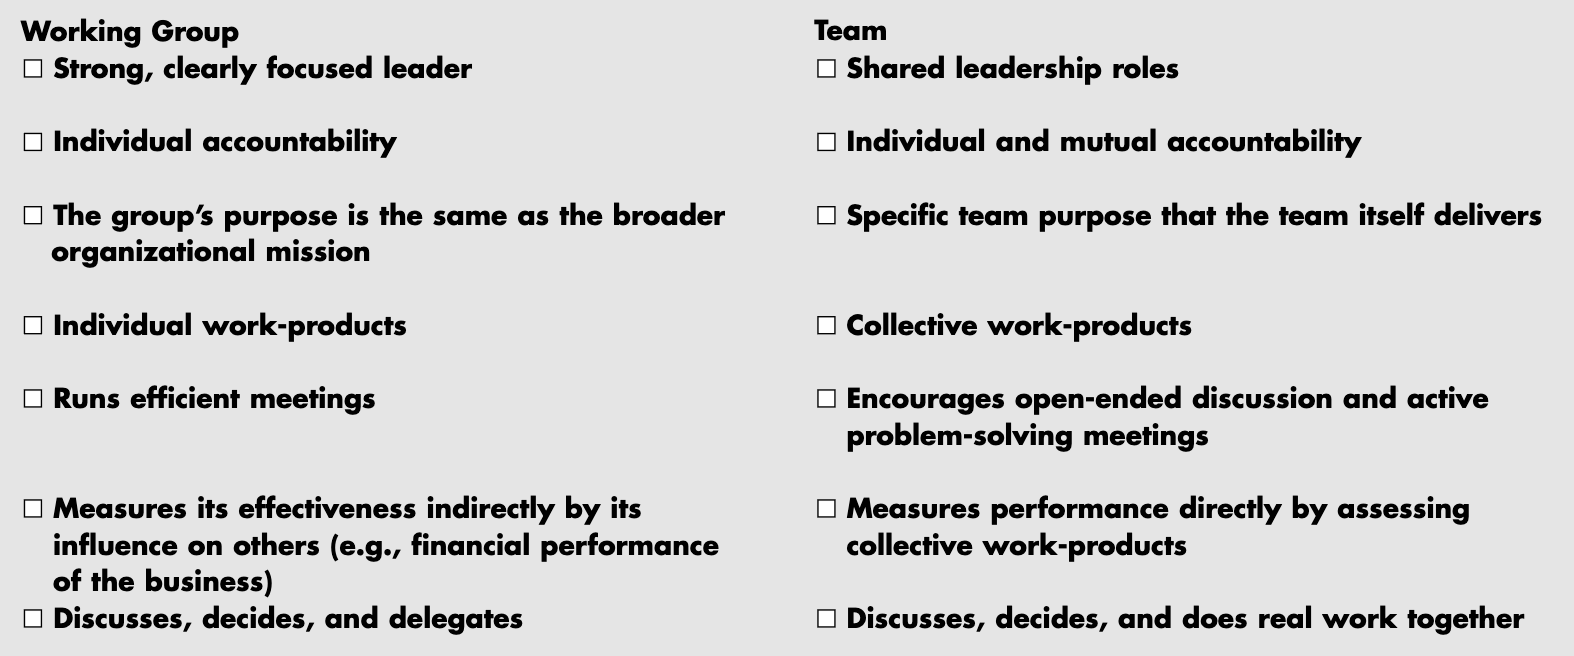 Working Group
☐ Strong, clearly focused leader
☐ Individual accountability
☐ The group’s purpose is the same as the broader
organizational mission
☐ Individual work-products
☐ Runs efficient meetings
☐ Measures its effectiveness indirectly by its
influence on others (e.g., financial performance
of the business)
☐ Discusses, decides, and delegates
Team
☐ Shared leadership roles
☐ Individual and mutual accountability
☐ Specific team purpose that the team itself delivers
☐ Collective work-products
☐ Encourages open-ended discussion and active
problem-solving meetings
☐ Measures performance directly by assessing
collective work-products
☐ Discusses, decides, and does real work together